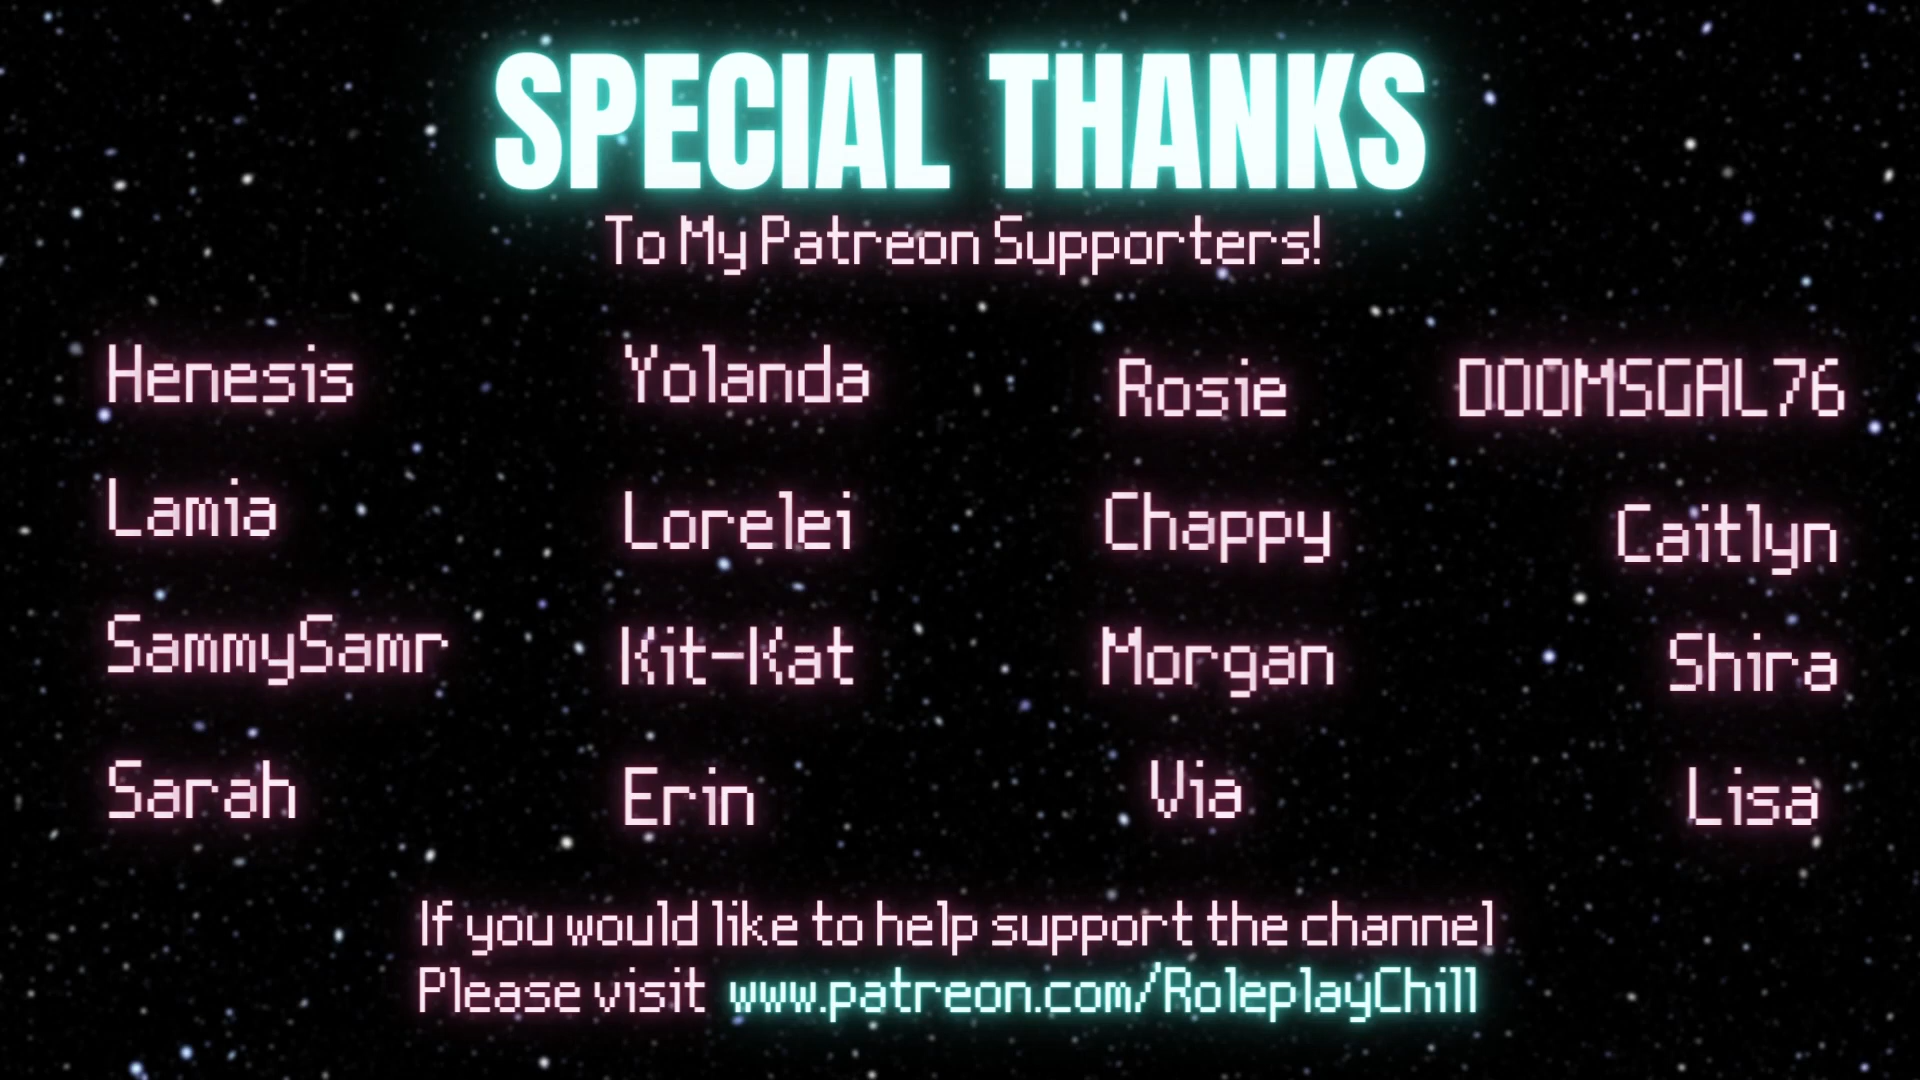 SPECIAL THANKS
To My Patreon Supporters!
Henesis Yolanda Rosie DOOMSGAL76
Lamia Lorelei Chappy Caitlyn
SammySamr Kit-Kat Morgan Shira
Sarah Erin Via Lisa
If you would like to help support the channel
Please visit www.patreon.com/RoleplayChill